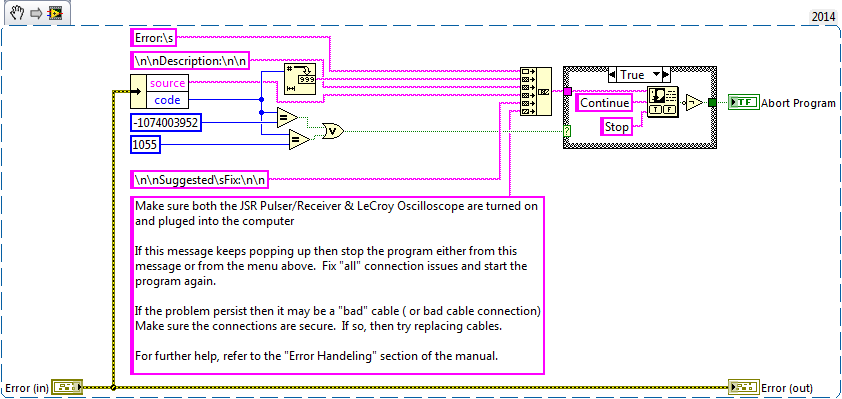 2014
Error:\s
\n\nDescription:\n\n
source
code
-1074003952
1055
True
Continue
Stop
TF
TF
Abort Program
\n\nSuggested\sFix:\n\n
Make sure both the JSR Pulser/Receiver & LeCroy Oscilloscope are turned on
and pluged into the computer
If this message keeps popping up then stop the program either from this
message or from the menu above.  Fix "all" connection issues and start the
program again.
If the problem persist then it may be a "bad" cable ( or bad cable connection)
Make sure the connections are secure.  If so, then try replacing cables.
For further help, refer to the "Error Handeling" section of the manual.
Error (in)
Error (out)